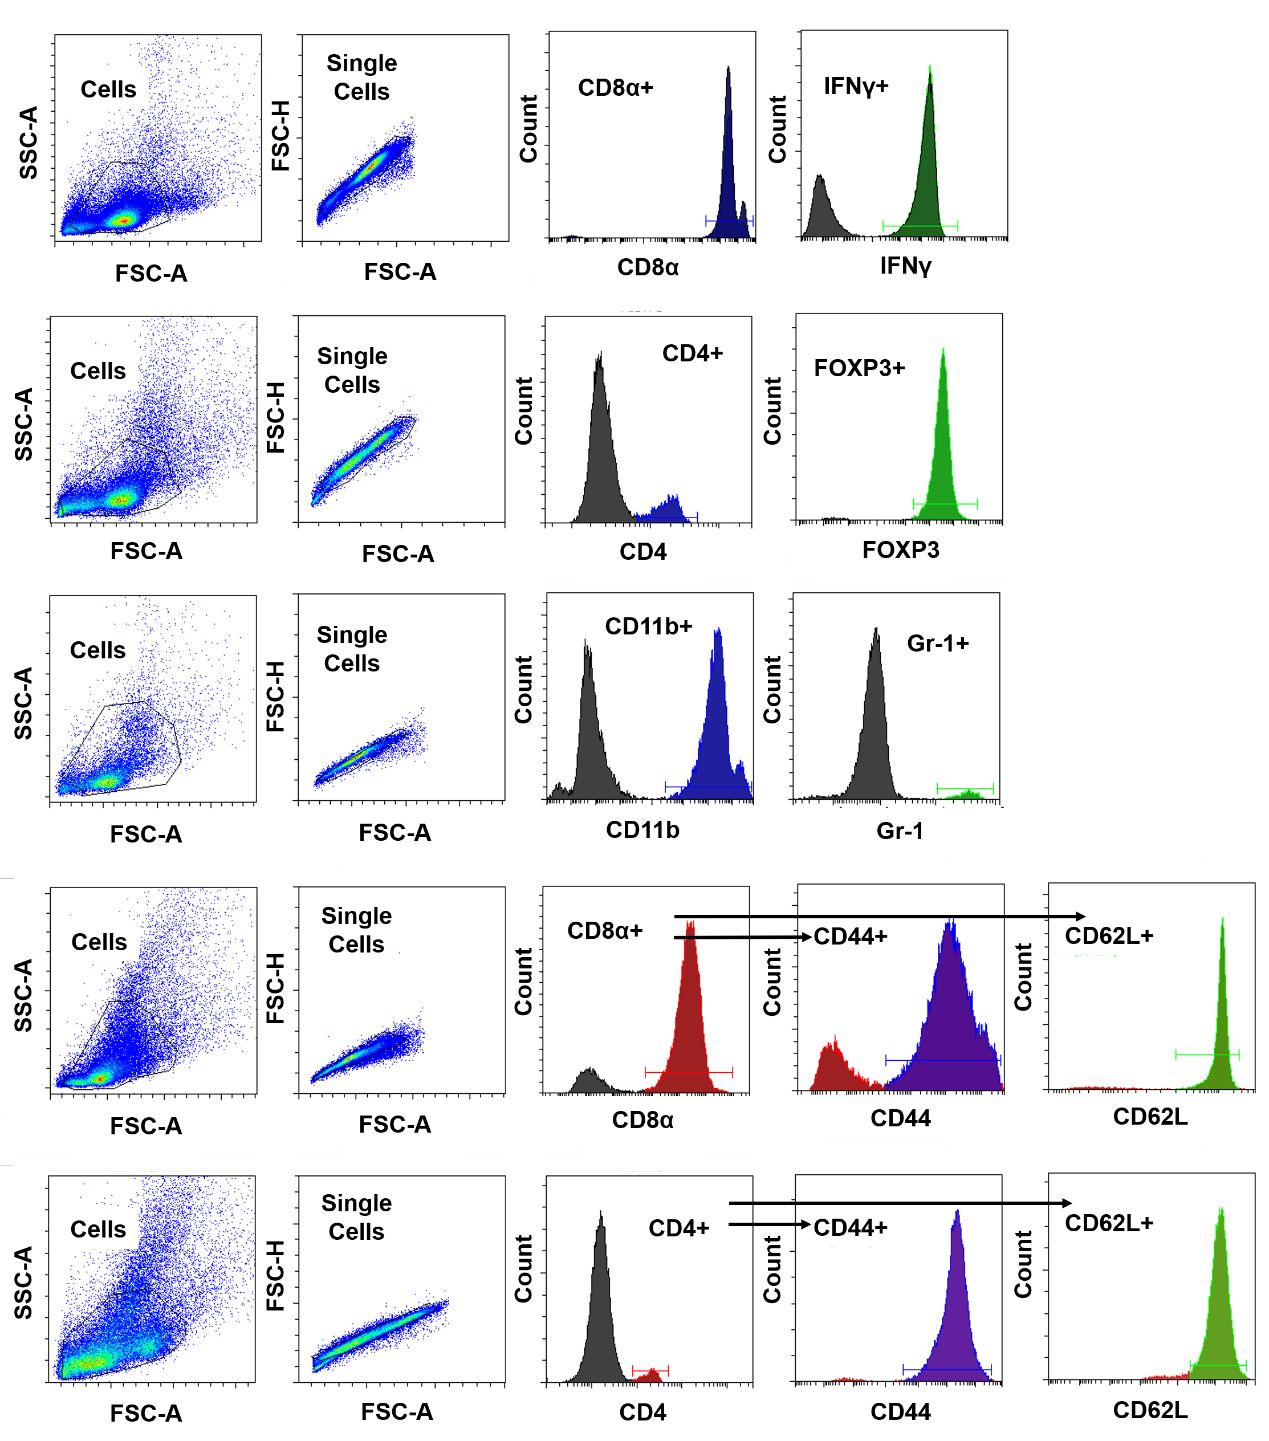 Cells
SSC-A
FSC-A
Single
Cells
FSC-H
FSC-A
CD8α+
Count
CD8α
IFNγ+
Count
IFNγ
Cells
SSC-A
FSC-A
Single
Cells
FSC-H
FSC-A
CD4+
Count
CD4
FOXP3+
Count
FOXP3
Cells
SSC-A
FSC-A
Single
Cells
FSC-H
FSC-A
CD11b+
Count
CD11b
Gr-1+
Count
Gr-1
Cells
SSC-A
FSC-A
Single
Cells
FSC-H
FSC-A
CD8α+
Count
CD8α
CD44+
Count
CD44
CD62L+
Count
CD62L
Cells
SSC-A
FSC-A
Single
Cells
FSC-H
FSC-A
CD4+
Count
CD4
CD44+
Count
CD44
CD62L+
Count
CD62L